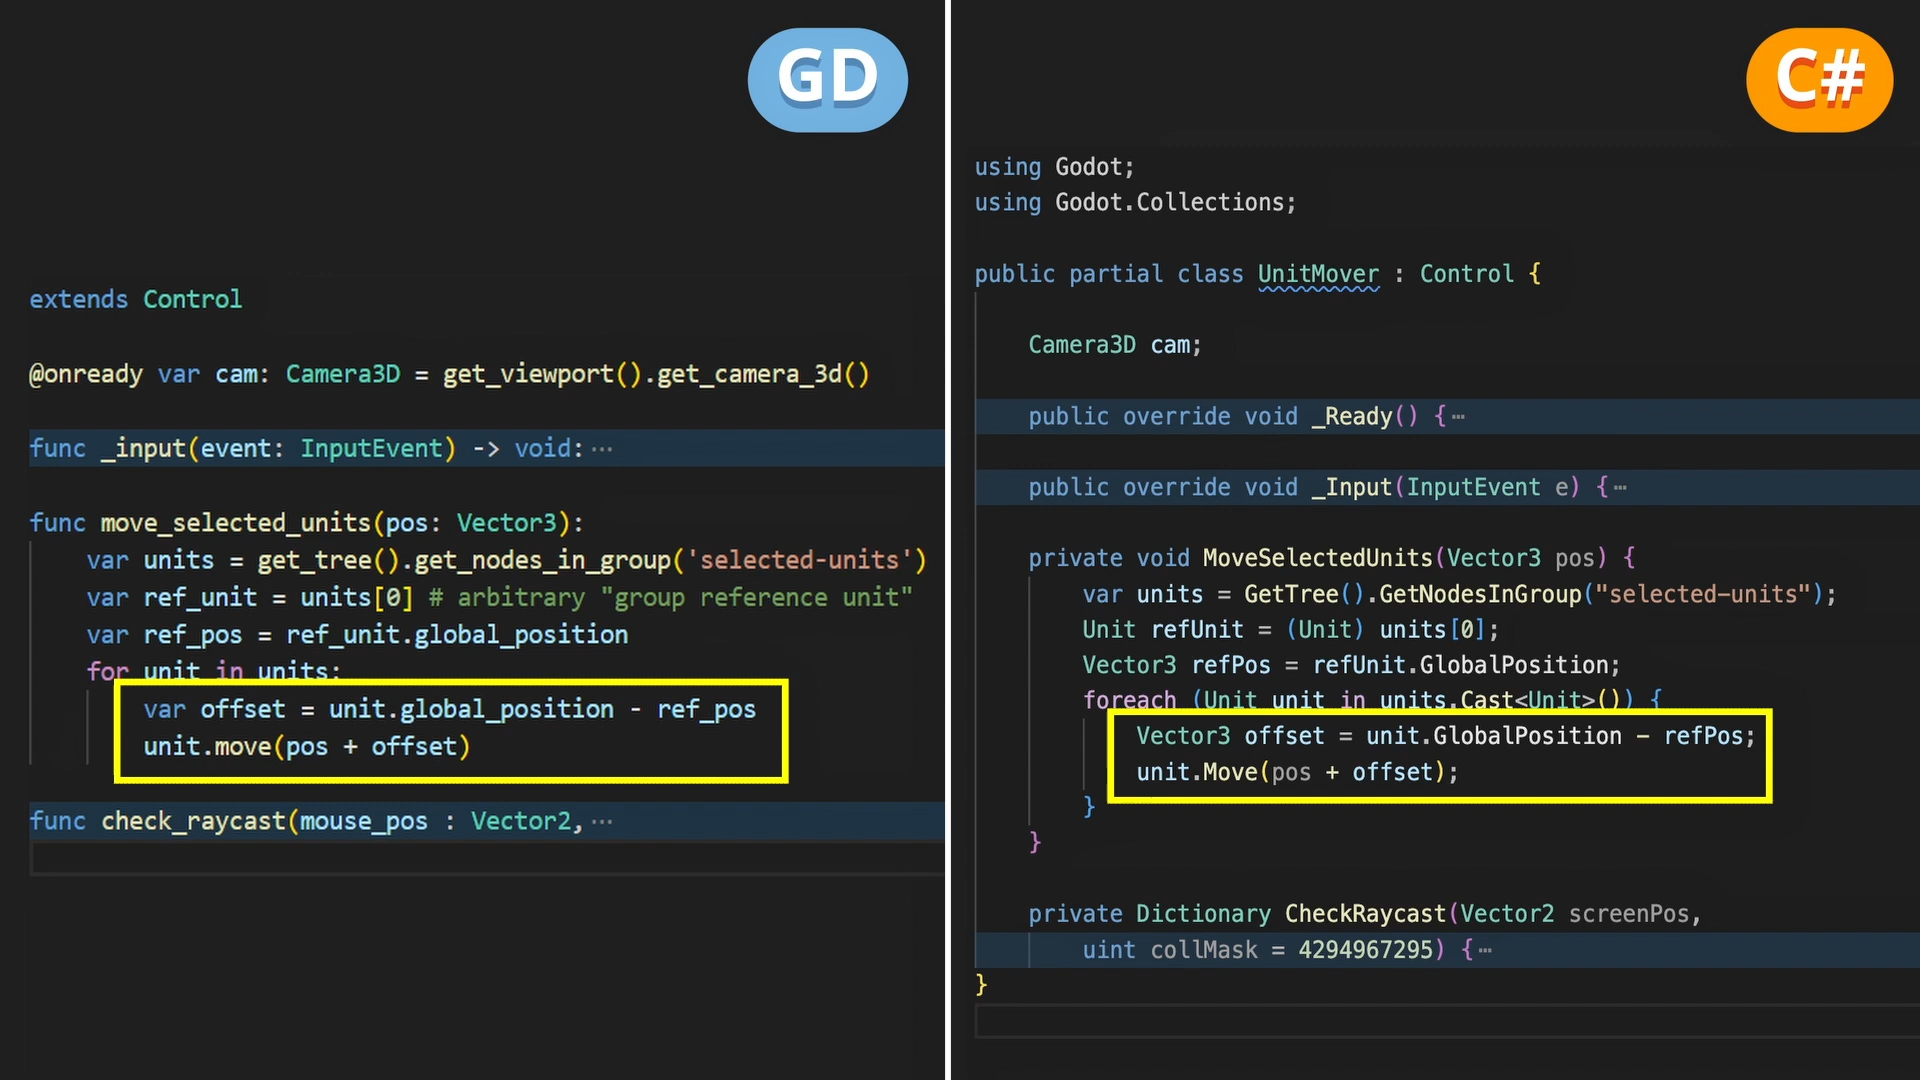 GD
extends Control
@onready var cam: Camera3D = get_viewport().get_camera_3d()
func _input(event: InputEvent) -> void:⋯
func move_selected_units(pos: Vector3):
    var units = get_tree().get_nodes_in_group('selected-units')
    var ref_unit = units[0] # arbitrary "group reference unit"
    var ref_pos = ref_unit.global_position
    for unit in units:
        var offset = unit.global_position - ref_pos
        unit.move(pos + offset)
func check_raycast(mouse_pos : Vector2,⋯
C#
using Godot;
using Godot.Collections;
public partial class UnitMover : Control {
    Camera3D cam;
    public override void _Ready() {⋯
    public override void _Input(InputEvent e) {⋯
    private void MoveSelectedUnits(Vector3 pos) {
        var units = GetTree().GetNodesInGroup("selected-units");
        Unit refUnit = (Unit) units[0];
        Vector3 refPos = refUnit.GlobalPosition;
        foreach (Unit unit in units.Cast<Unit>()) {
            Vector3 offset = unit.GlobalPosition - refPos;
            unit.Move(pos + offset);
        }
    }
    private Dictionary CheckRaycast(Vector2 screenPos,
        uint collMask = 4294967295) {⋯
}